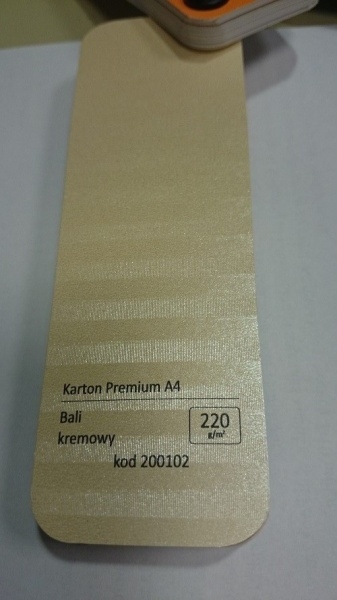 Karton Premium A4
Bali
kremowy
220
g/m²
kod 200102